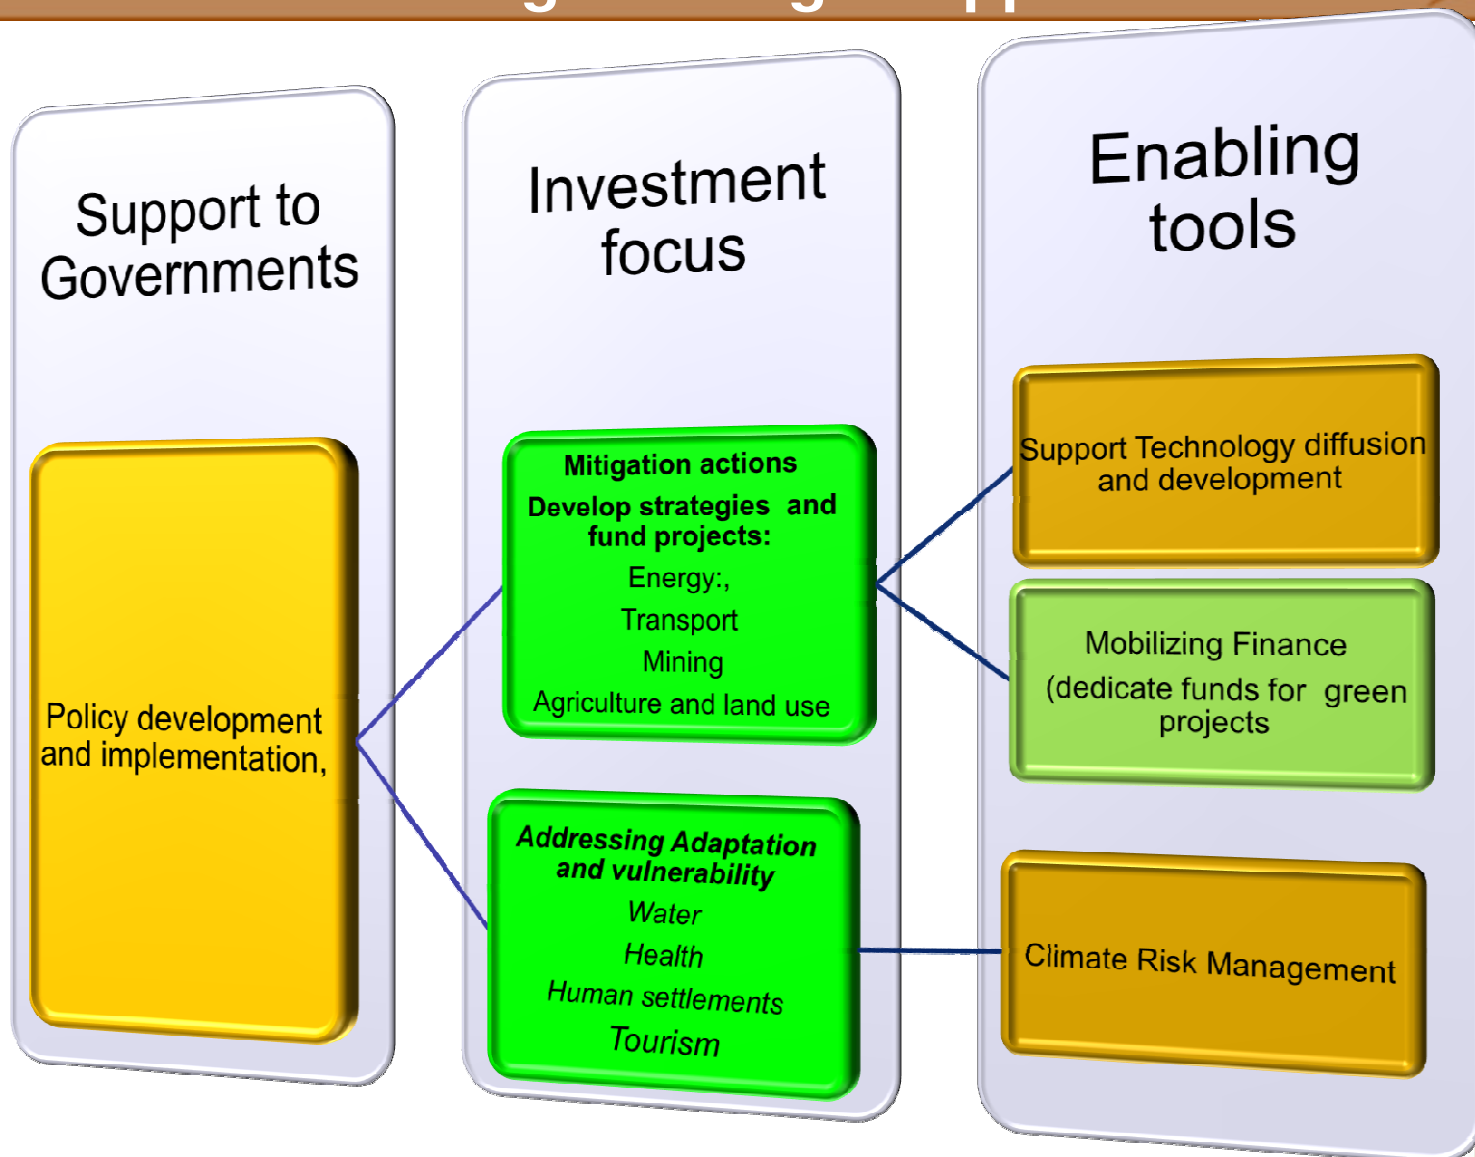 Support to
Governments
Policy development
and implementation,
Investment
focus
Mitigation actions
Develop strategies and
fund projects:
Energy:,
Transport
Mining
Agriculture and land use
Addressing Adaptation
and vulnerability
Water
Health
Human settlements
Tourism
Enabling
tools
Support Technology diffusion
and development
Mobilizing Finance
(dedicate funds for green
projects
Climate Risk Management